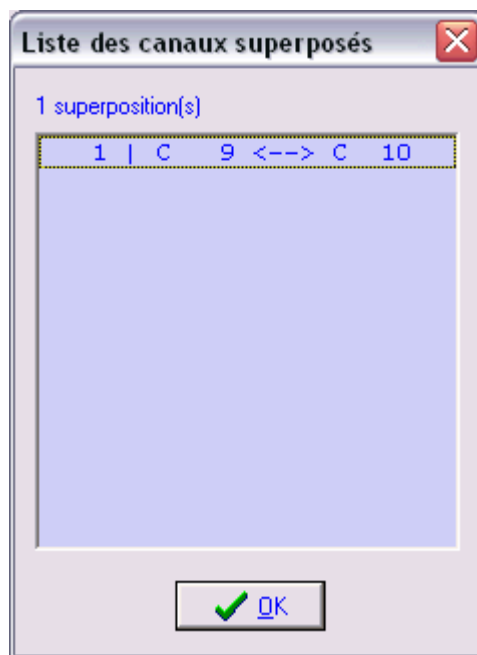 Liste des canaux superposés
1 superposition(s)
1 | C 9 <--> C 10
OK